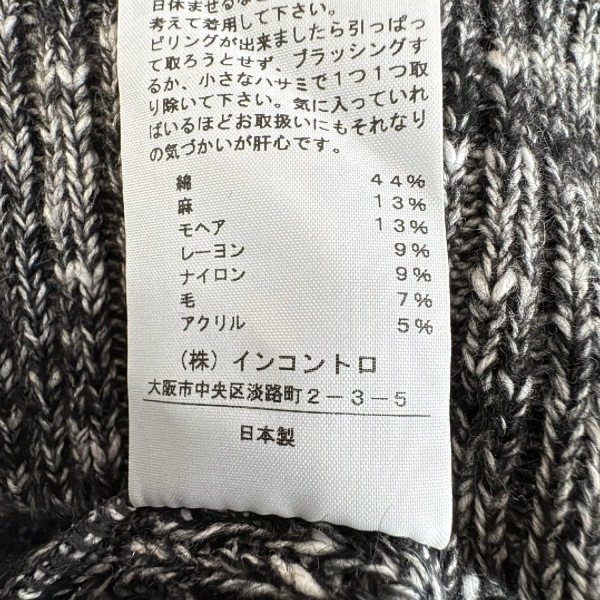 日休ませるなど
考えて着用して下さい。
ピリングが出来ましたら引っぱっ
て取ろうとせず、ブラッシングす
るか、小さなハサミで1つ1つ取
り除いて下さい。気に入っていれ
ばいるほどお取扱いにもそれなり
の気づかいが肝心です。
綿 44%
麻 13%
モヘア 13%
レーヨン 9%
ナイロン 9%
毛 7%
アクリル 5%
(株)インコントロ
大阪市中央区淡路町2-3-5
日本製